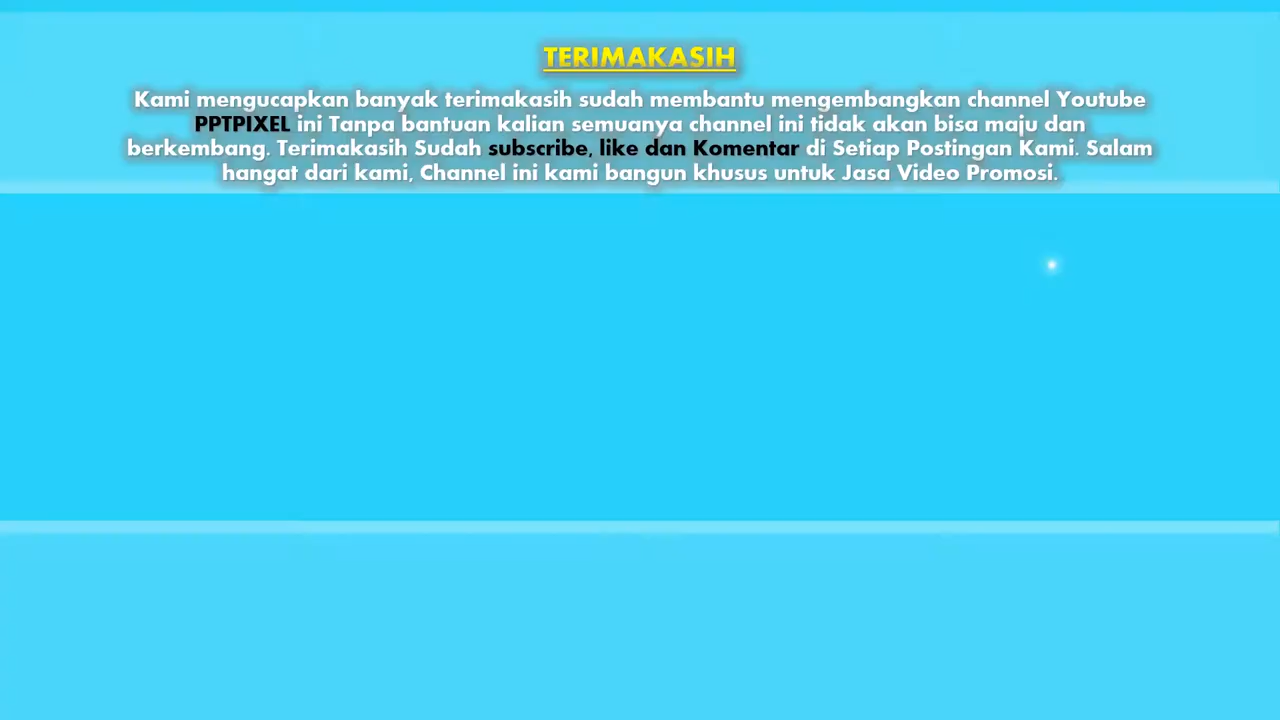 TERIMAKASIH
Kami mengucapkan banyak terimakasih sudah membantu mengembangkan channel Youtube
PPTPIXEL ini Tanpa bantuan kalian semuanya channel ini tidak akan bisa maju dan
berkembang. Terimakasih Sudah subscribe, like dan Komentar di Setiap Postingan Kami. Salam
hangat dari kami, Channel ini kami bangun khusus untuk Jasa Video Promosi.